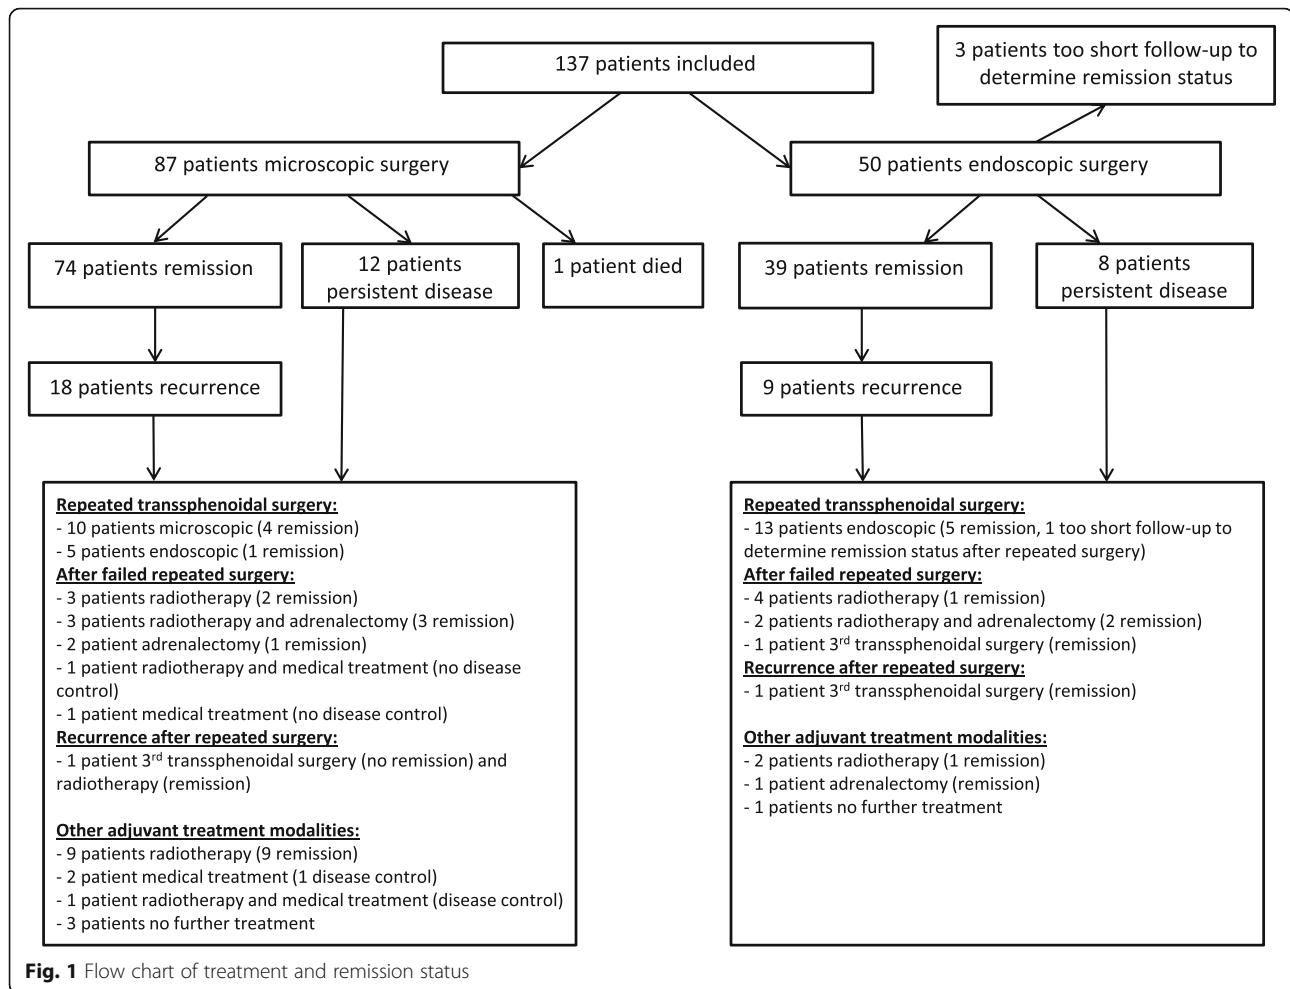 137 patients included
3 patients too short follow-up to
determine remission status
87 patients microscopic surgery
50 patients endoscopic surgery
74 patients remission
12 patients
persistent disease
1 patient died
39 patients remission
8 patients
persistent disease
18 patients recurrence
9 patients recurrence
Repeated transsphenoidal surgery:
- 10 patients microscopic (4 remission)
- 5 patients endoscopic (1 remission)
After failed repeated surgery:
- 3 patients radiotherapy (2 remission)
- 3 patients radiotherapy and adrenalectomy (3 remission)
- 2 patient adrenalectomy (1 remission)
- 1 patient radiotherapy and medical treatment (no disease
control)
- 1 patient medical treatment (no disease control)
Recurrence after repeated surgery:
- 1 patient 3rd transsphenoidal surgery (no remission) and
radiotherapy (remission)
Other adjuvant treatment modalities:
- 9 patients radiotherapy (9 remission)
- 2 patient medical treatment (1 disease control)
- 1 patient radiotherapy and medical treatment (disease control)
- 3 patients no further treatment
Repeated transsphenoidal surgery:
- 13 patients endoscopic (5 remission, 1 too short follow-up to
determine remission status after repeated surgery)
After failed repeated surgery:
- 4 patients radiotherapy (1 remission)
- 2 patients radiotherapy and adrenalectomy (2 remission)
- 1 patient 3rd transsphenoidal surgery (remission)
Recurrence after repeated surgery:
- 1 patient 3rd transsphenoidal surgery (remission)
Other adjuvant treatment modalities:
- 2 patients radiotherapy (1 remission)
- 1 patient adrenalectomy (remission)
- 1 patients no further treatment
Fig. 1 Flow chart of treatment and remission status